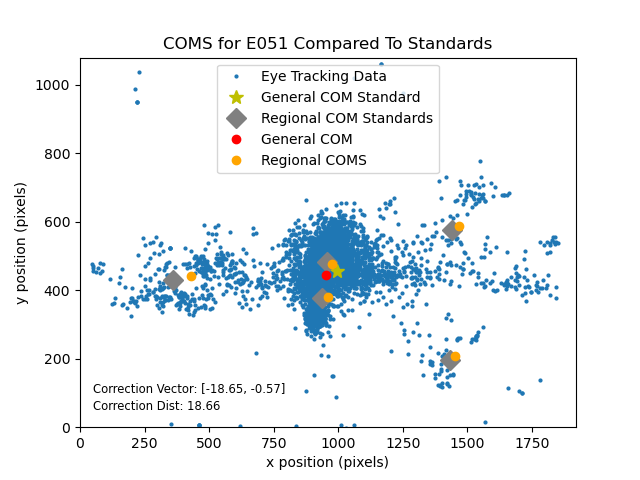 COMS for E051 Compared To Standards
Eye Tracking Data
General COM Standard
Regional COM Standards
General COM
Regional COMS
1000
800
600
400
200
0
y position (pixels)
Correction Vector: [-18.65, -0.57]
Correction Dist: 18.66
0 250 500 750 1000 1250 1500 1750
x position (pixels)